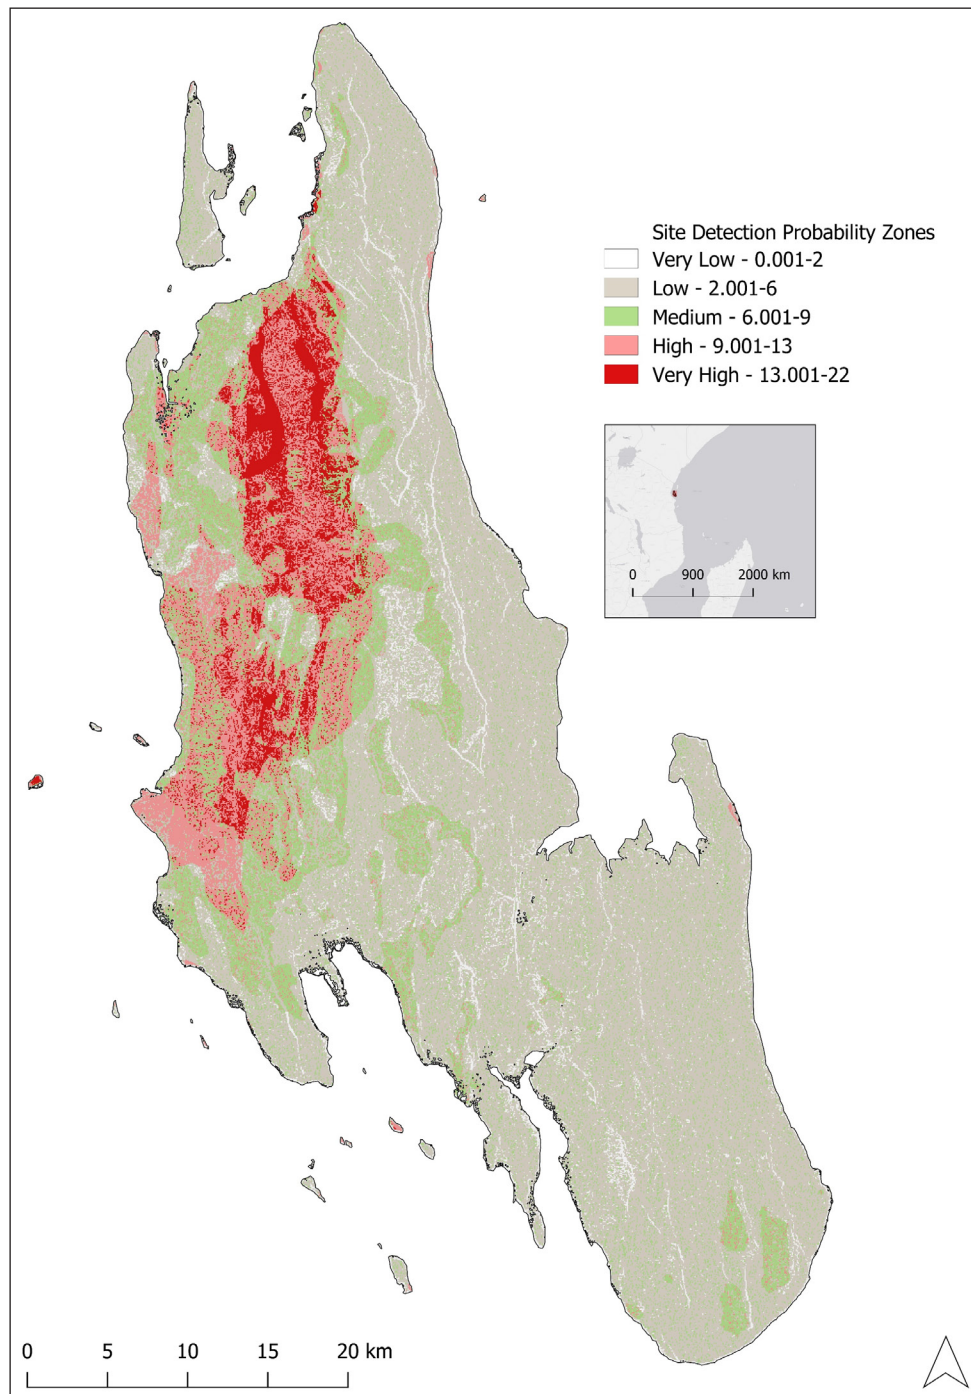 Site Detection Probability Zones
Very Low - 0.001-2
Low - 2.001-6
Medium - 6.001-9
High - 9.001-13
Very High - 13.001-22
0 900 2000 km
0 5 10 15 20 km